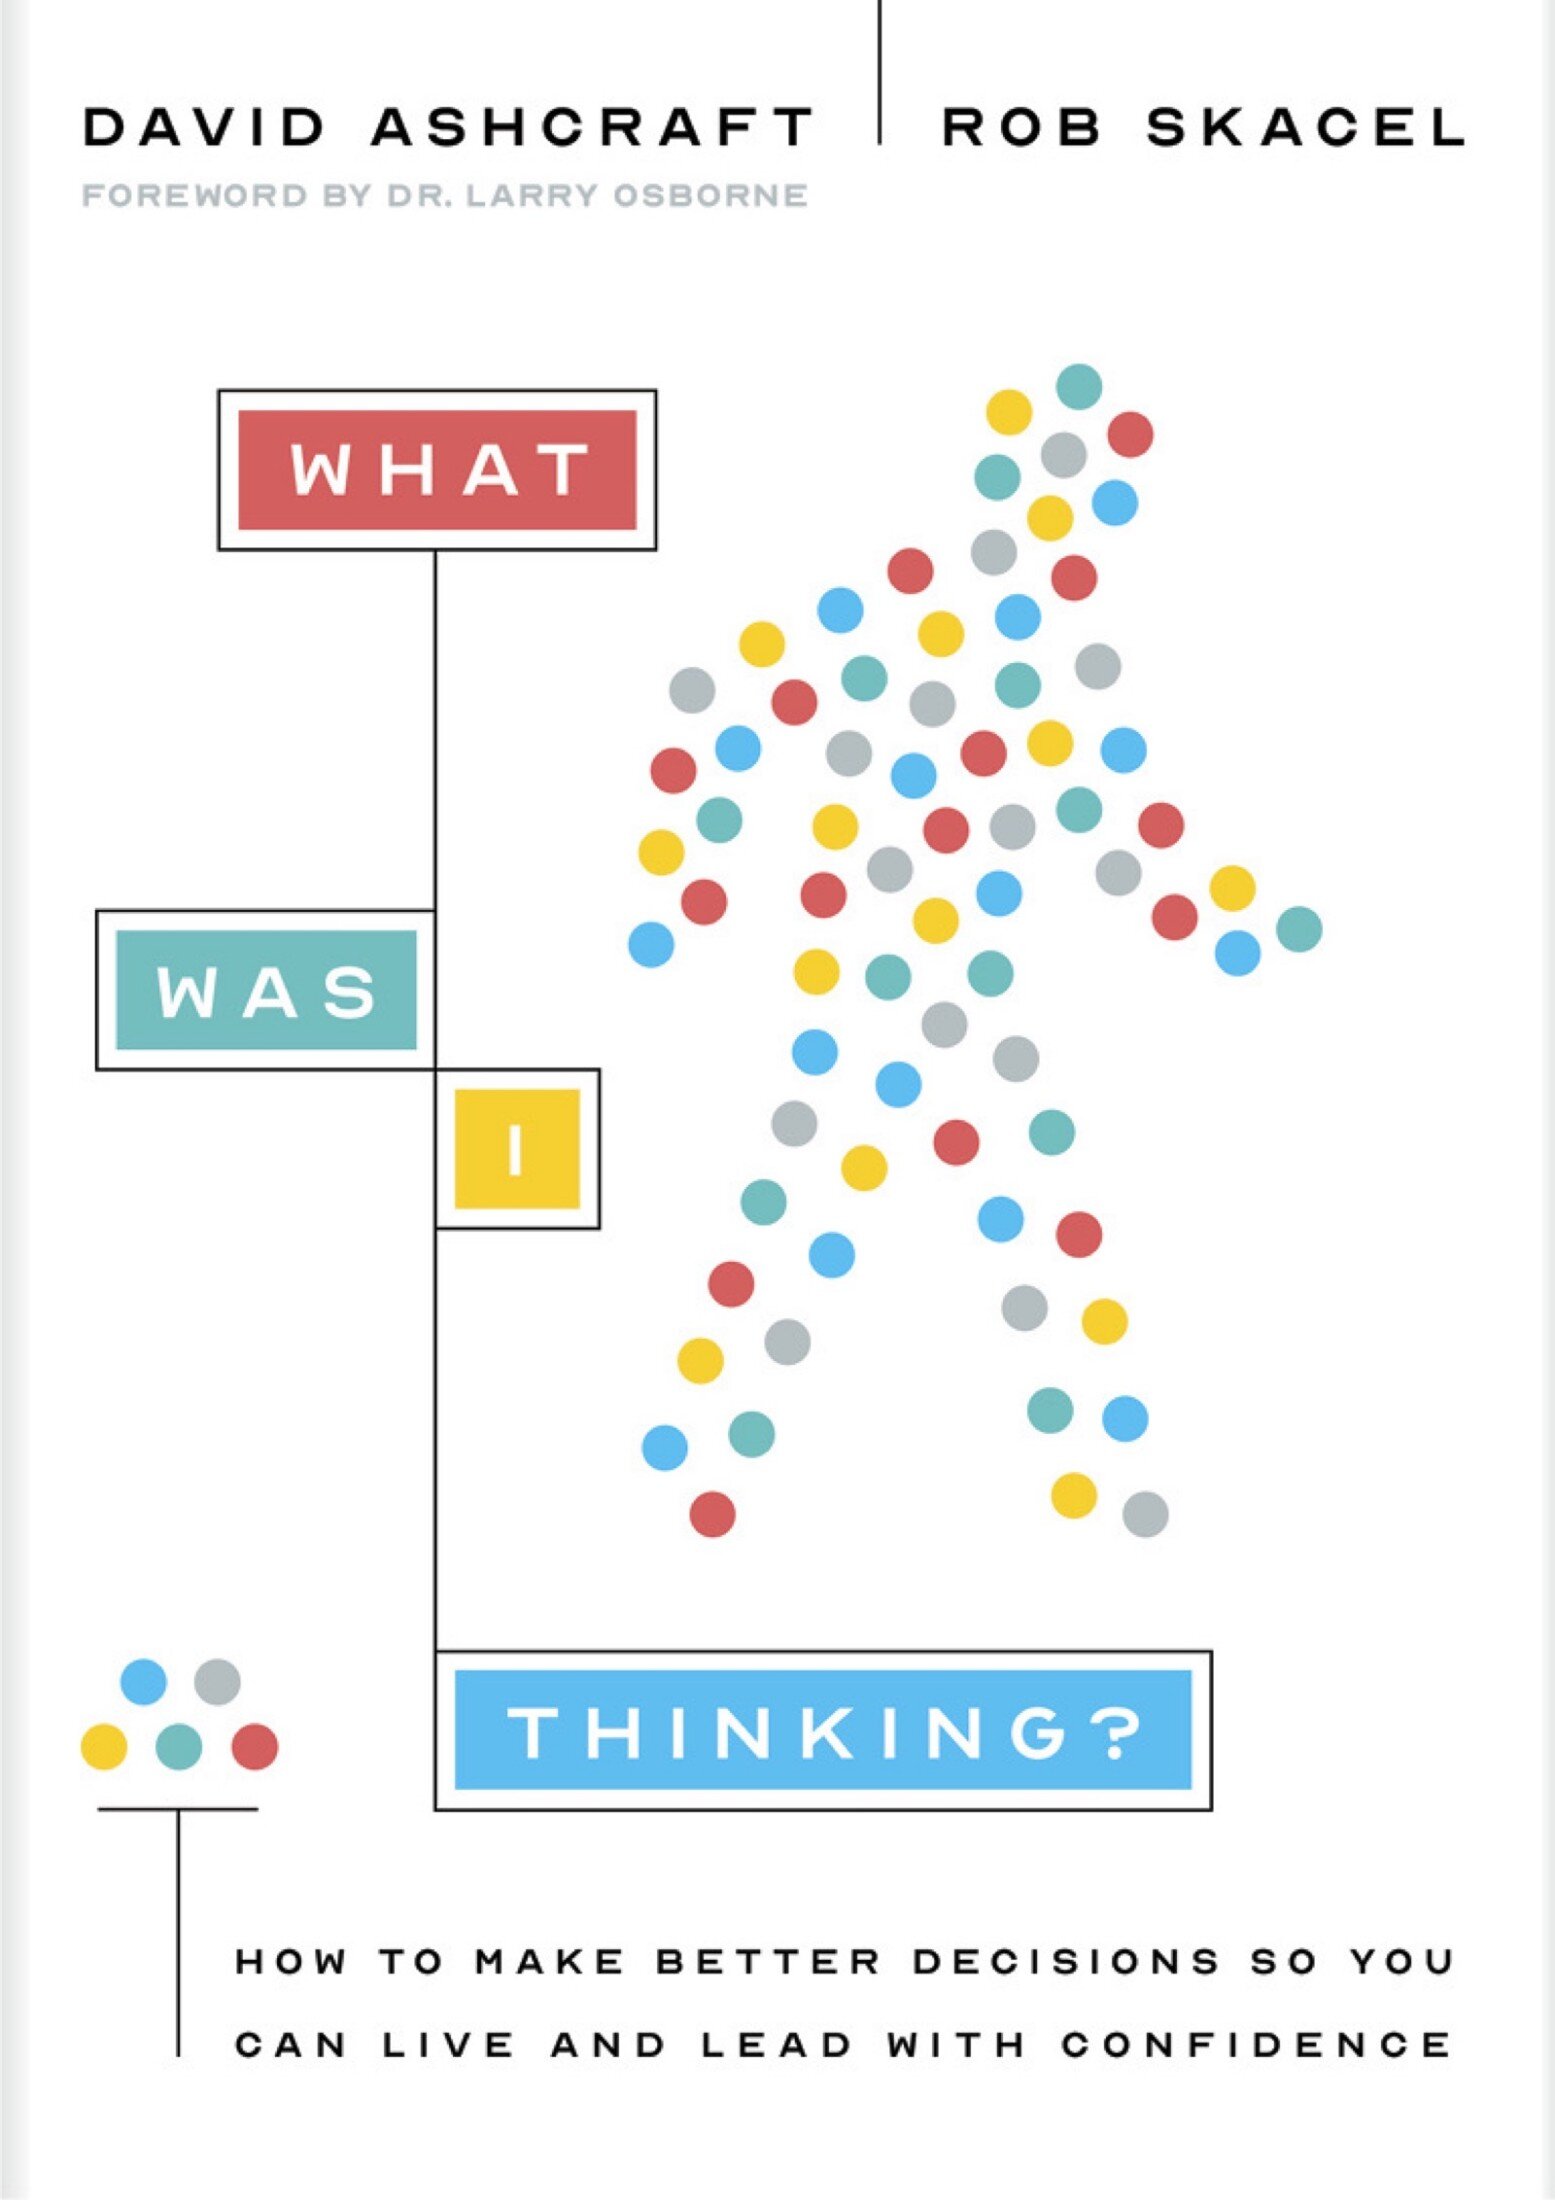 DAVID ASHCRAFT
ROB SKACEL
FOREWORD BY DR. LARRY OSBORNE
WHAT
WAS
I
THINKING?
HOW TO MAKE BETTER DECISIONS SO YOU
CAN LIVE AND LEAD WITH CONFIDENCE